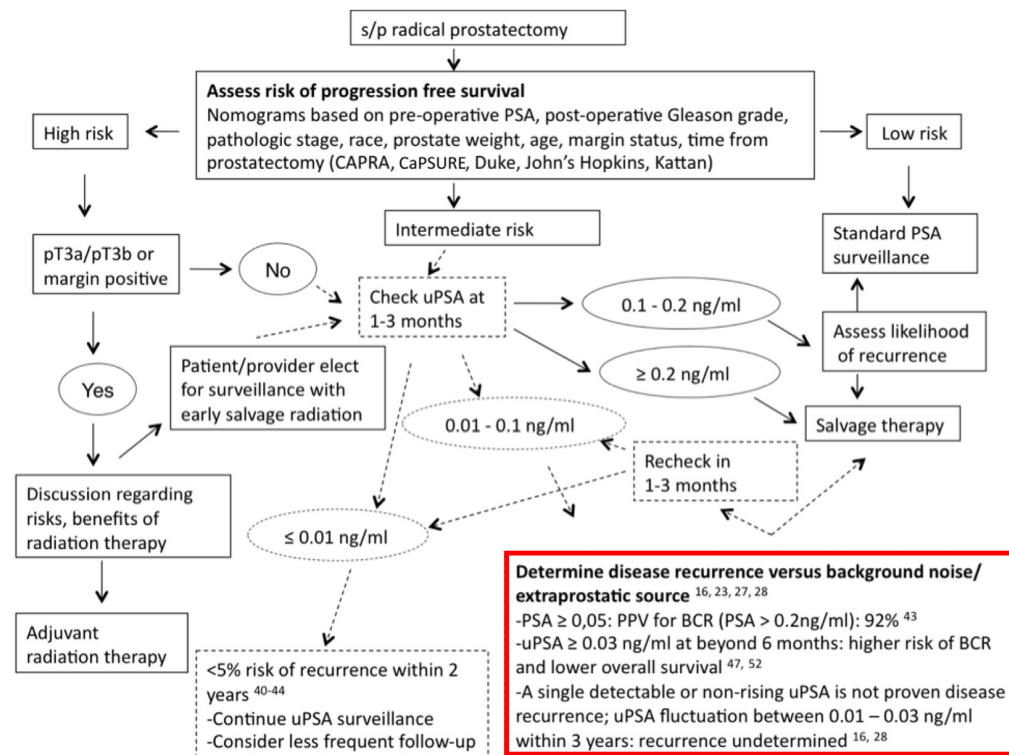 s/p radical prostatectomy
Assess risk of progression free survival
Nomograms based on pre-operative PSA, post-operative Gleason grade,
pathologic stage, race, prostate weight, age, margin status, time from
prostatectomy (CAPRA, CaPSURE, Duke, John's Hopkins, Kattan)
High risk
Low risk
Intermediate risk
pT3a/pT3b or
margin positive
No
Check uPSA at
1-3 months
0.1 - 0.2 ng/ml
Standard PSA
surveillance
Assess likelihood
of recurrence
Yes
Patient/provider elect
for surveillance with
early salvage radiation
≥ 0.2 ng/ml
0.01 - 0.1 ng/ml
Salvage therapy
Recheck in
1-3 months
Discussion regarding
risks, benefits of
radiation therapy
≤ 0.01 ng/ml
Adjuvant
radiation therapy
<5% risk of recurrence within 2
years 40-44
-Continue uPSA surveillance
-Consider less frequent follow-up
Determine disease recurrence versus background noise/
extraprostatic source 16, 23, 27, 28
-PSA ≥ 0,05: PPV for BCR (PSA > 0.2ng/ml): 92% 43
-uPSA ≥ 0.03 ng/ml at beyond 6 months: higher risk of BCR
and lower overall survival 47, 52
-A single detectable or non-rising uPSA is not proven disease
recurrence; uPSA fluctuation between 0.01 – 0.03 ng/ml
within 3 years: recurrence undetermined 16, 28